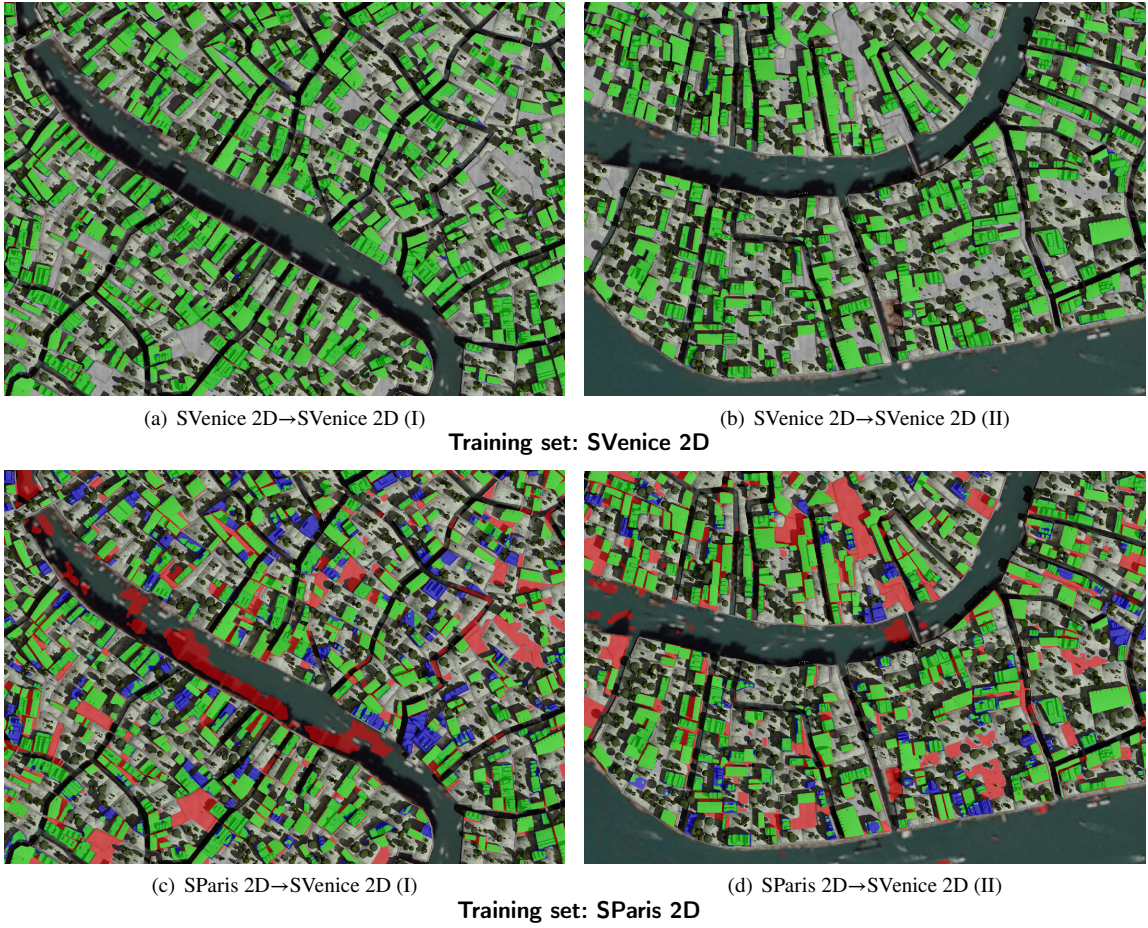 (a) SVenice 2D→SVenice 2D (I)
(b) SVenice 2D→SVenice 2D (II)
Training set: SVenice 2D
(c) SParis 2D→SVenice 2D (I)
(d) SParis 2D→SVenice 2D (II)
Training set: SParis 2D